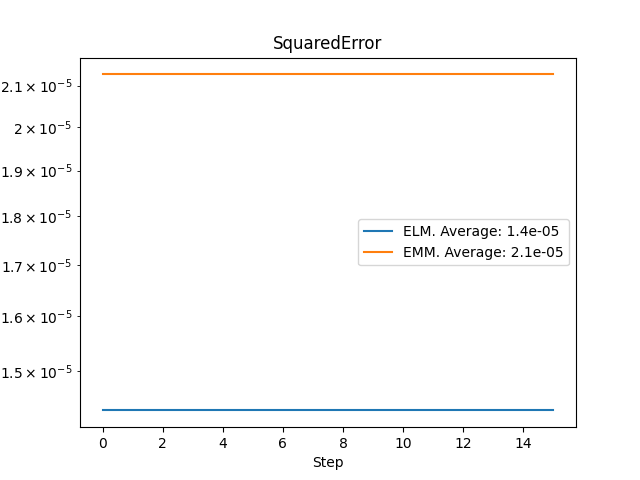 SquaredError
2.1 × 10⁻⁵
2 × 10⁻⁵
1.9 × 10⁻⁵
1.8 × 10⁻⁵
1.7 × 10⁻⁵
1.6 × 10⁻⁵
1.5 × 10⁻⁵
ELM. Average: 1.4e-05
EMM. Average: 2.1e-05
0 2 4 6 8 10 12 14
Step